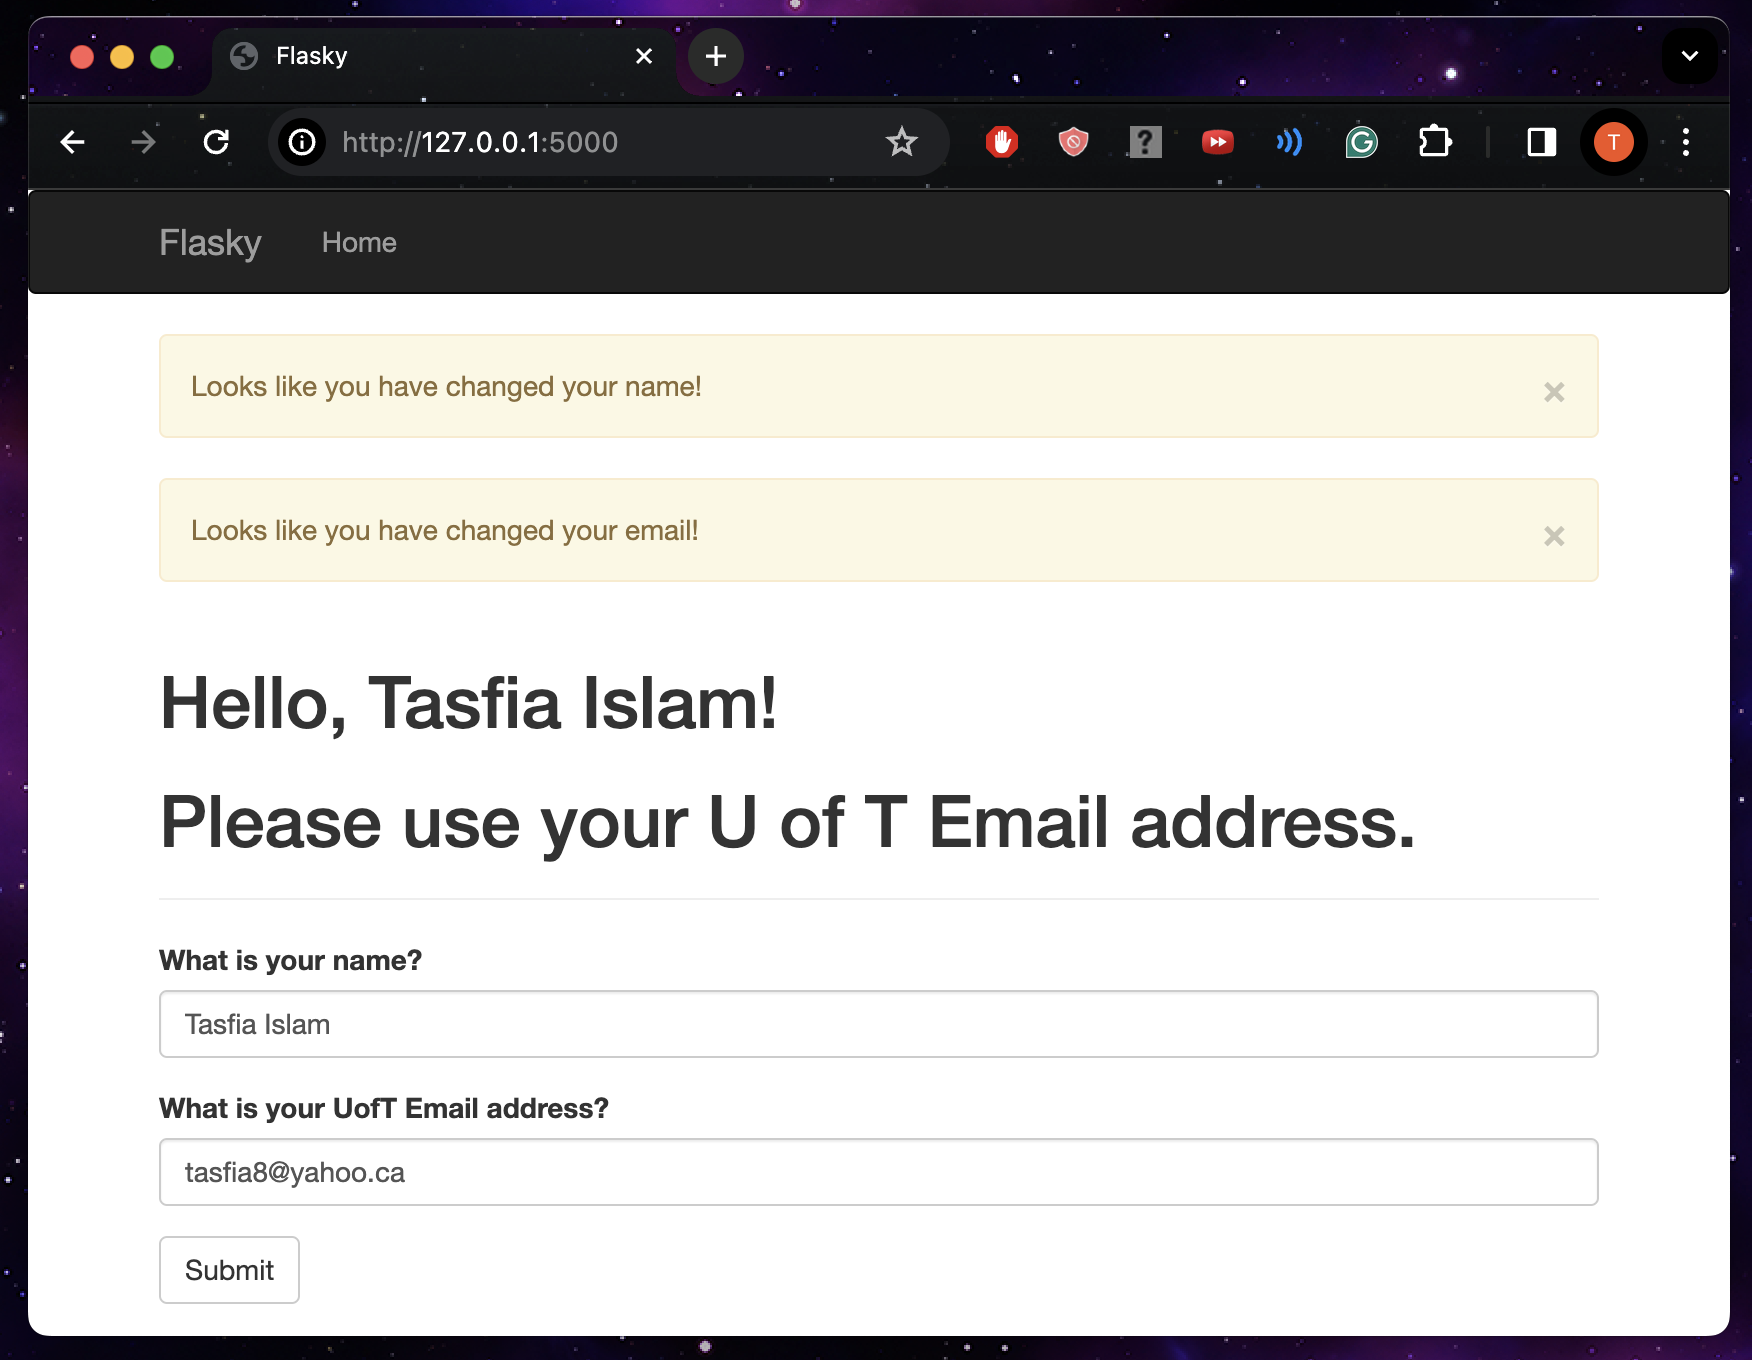 Flasky
http://127.0.0.1:5000
T
Flasky Home
Looks like you have changed your name!
Looks like you have changed your email!
Hello, Tasfia Islam!
Please use your U of T Email address.
What is your name?
Tasfia Islam
What is your UofT Email address?
tasfia8@yahoo.ca
Submit